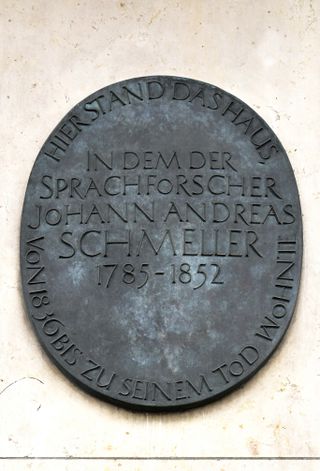 HIER STAND DAS HAUS,
IN DEM DER
SPRACHFORSCHER
JOHANN ANDREAS
SCHMELLER
1785-1852
VON 1836 BIS ZU SEINEM TOD WOHNTE